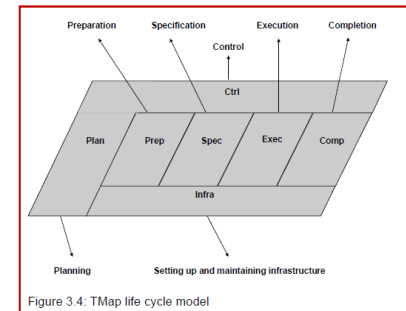 Preparation Specification Execution Completion
Control
Ctrl
Plan Prep Spec Exec Comp
Infra
Planning Setting up and maintaining infrastructure
Figure 3.4: TMap life cycle model